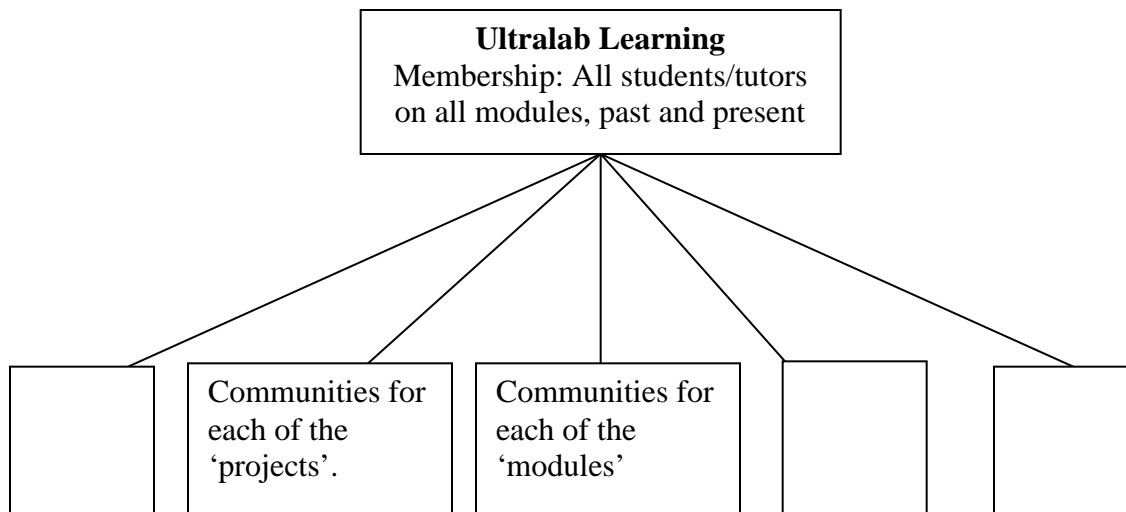 Ultralab Learning
Membership: All students/tutors
on all modules, past and present
Communities for
each of the
‘projects’.
Communities for
each of the
‘modules’